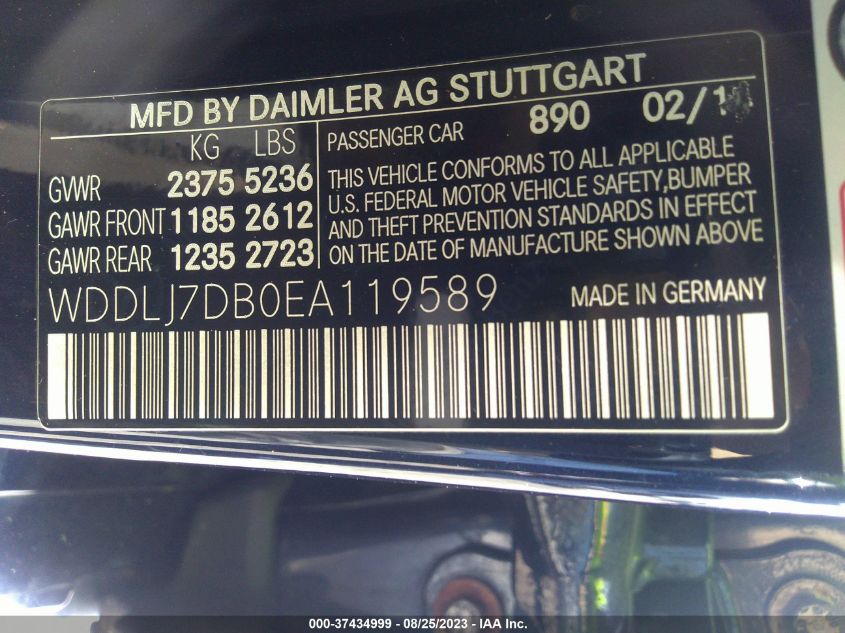 MFD BY DAIMLER AG STUTTGART
KG LBS
GVWR 2375 5236
GAWR FRONT 1185 2612
GAWR REAR 1235 2723
PASSENGER CAR 890
THIS VEHICLE CONFORMS TO ALL APPLICABLE
U.S. FEDERAL MOTOR VEHICLE SAFETY,BUMPER
AND THEFT PREVENTION STANDARDS IN EFFECT
ON THE DATE OF MANUFACTURE SHOWN ABOVE
WDDLJ7DB0EA119589 MADE IN GERMANY
000-37434999 - 08/25/2023 - IAA Inc.